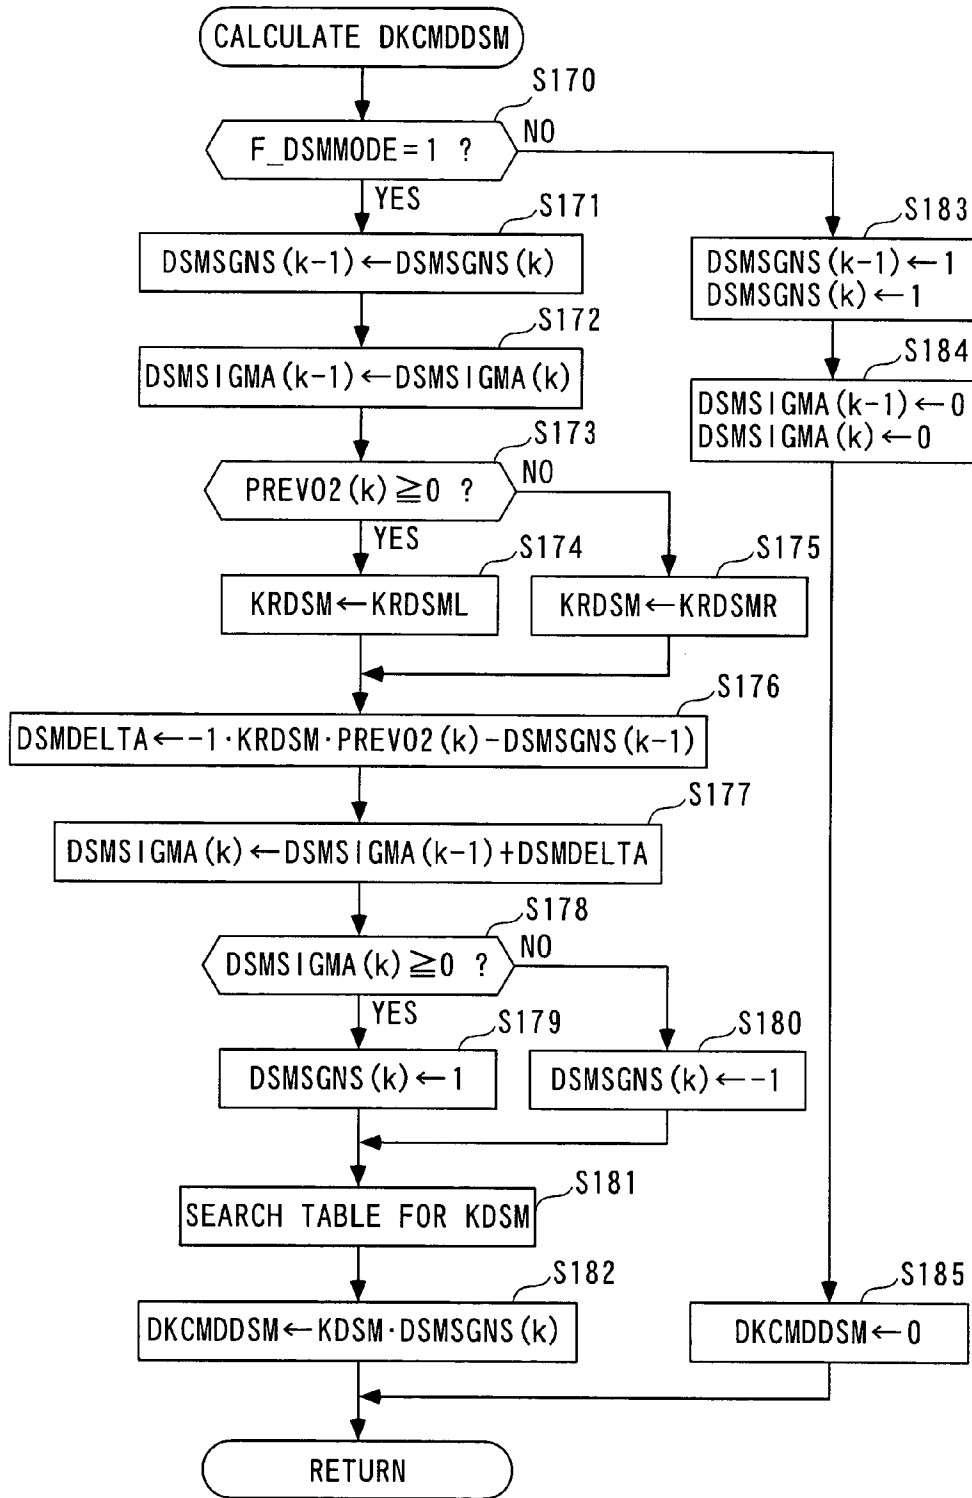 CALCULATE DKCMDDSM
S170
F_DSMMODE=1 ?
NO
YES
S171
DSMSGNS(k-1)←DSMSGNS(k)
S183
DSMSGNS(k-1)←1
DSMSGNS(k)←1
S172
DSMSIGMA(k-1)←DSMSIGMA(k)
S184
DSMSIGMA(k-1)←0
DSMSIGMA(k)←0
S173
PREVO2(k)≧0 ?
NO
YES
S174
KRDSM←KRDSML
S175
KRDSM←KRDSMR
S176
DSMDELTA←-1·KRDSM·PREVO2(k)-DSMSGNS(k-1)
S177
DSMSIGMA(k)←DSMSIGMA(k-1)+DSMDELTA
S178
DSMSIGMA(k)≧0 ?
NO
YES
S179
DSMSGNS(k)←1
S180
DSMSGNS(k)←-1
S181
SEARCH TABLE FOR KDSM
S182
DKCMDDSM←KDSM·DSMSGNS(k)
S185
DKCMDDSM←0
RETURN